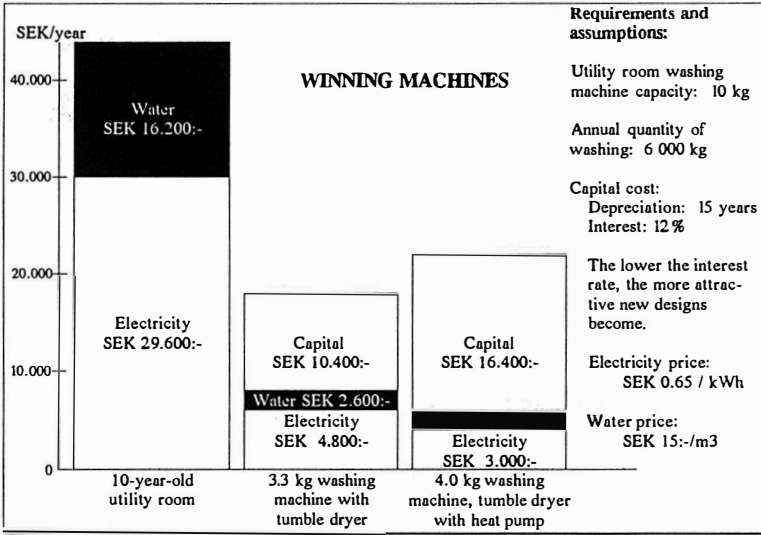 SEK/year
40.000
30.000
20.000
10.000
0
WINNING MACHINES
Water
SEK 16.200:-
Electricity
SEK 29.600:-
10-year-old
utility room
Capital
SEK 10.400:-
Water SEK 2.600:-
Electricity
SEK 4.800:-
3.3 kg washing
machine with
tumble dryer
Capital
SEK 16.400:-
Electricity
SEK 3.000:-
4.0 kg washing
machine, tumble dryer
with heat pump
Requirements and
assumptions:
Utility room washing
machine capacity: 10 kg
Annual quantity of
washing: 6 000 kg
Capital cost:
Depreciation: 15 years
Interest: 12%
The lower the interest
rate, the more attrac-
tive new designs
become.
Electricity price:
SEK 0.65 / kWh
Water price:
SEK 15:-/m3